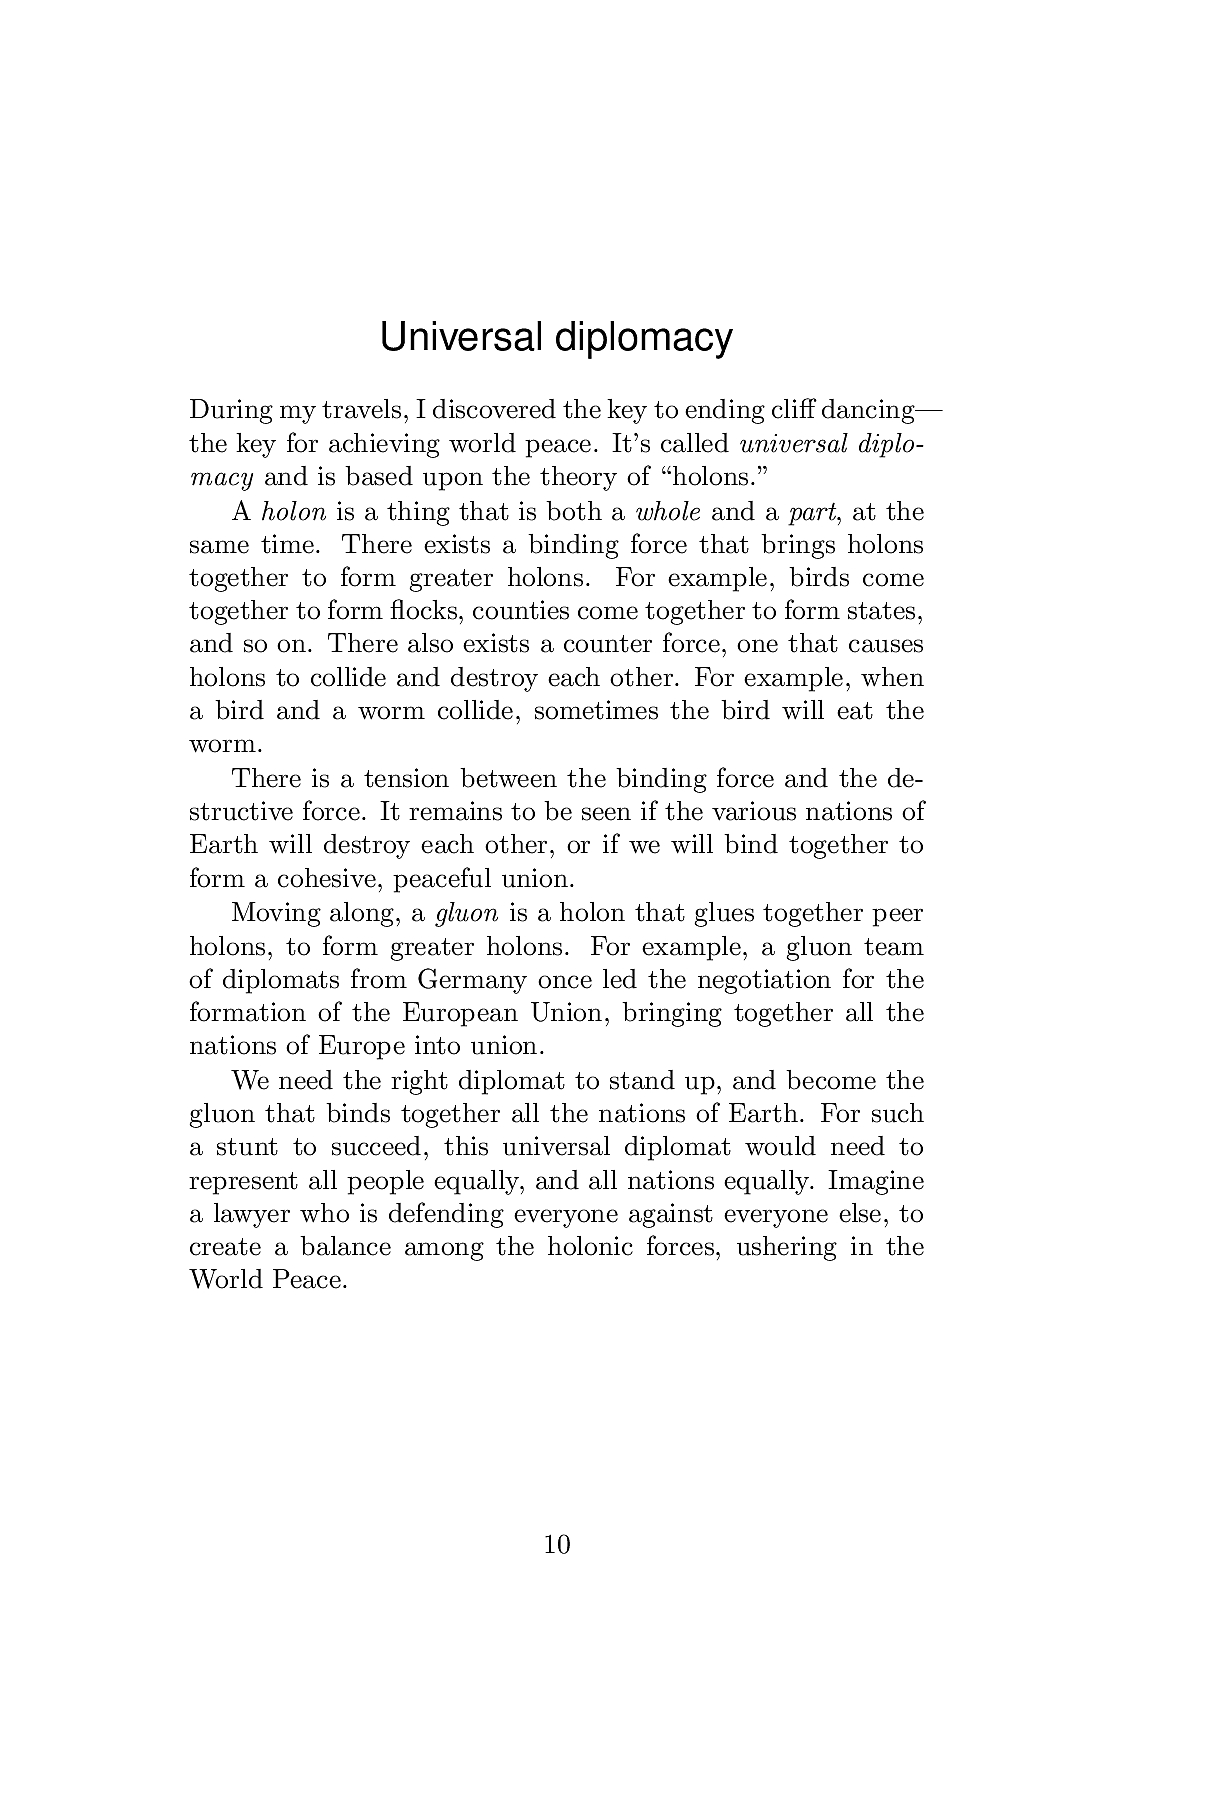 Universal diplomacy
During my travels, I discovered the key to ending cliff dancing—
the key for achieving world peace. It's called universal diplo-
macy and is based upon the theory of “holons.”
A holon is a thing that is both a whole and a part, at the
same time. There exists a binding force that brings holons
together to form greater holons. For example, birds come
together to form flocks, counties come together to form states,
and so on. There also exists a counter force, one that causes
holons to collide and destroy each other. For example, when
a bird and a worm collide, sometimes the bird will eat the
worm.
There is a tension between the binding force and the de-
structive force. It remains to be seen if the various nations of
Earth will destroy each other, or if we will bind together to
form a cohesive, peaceful union.
Moving along, a gluon is a holon that glues together peer
holons, to form greater holons. For example, a gluon team
of diplomats from Germany once led the negotiation for the
formation of the European Union, bringing together all the
nations of Europe into union.
We need the right diplomat to stand up, and become the
gluon that binds together all the nations of Earth. For such
a stunt to succeed, this universal diplomat would need to
represent all people equally, and all nations equally. Imagine
a lawyer who is defending everyone against everyone else, to
create a balance among the holonic forces, ushering in the
World Peace.
10